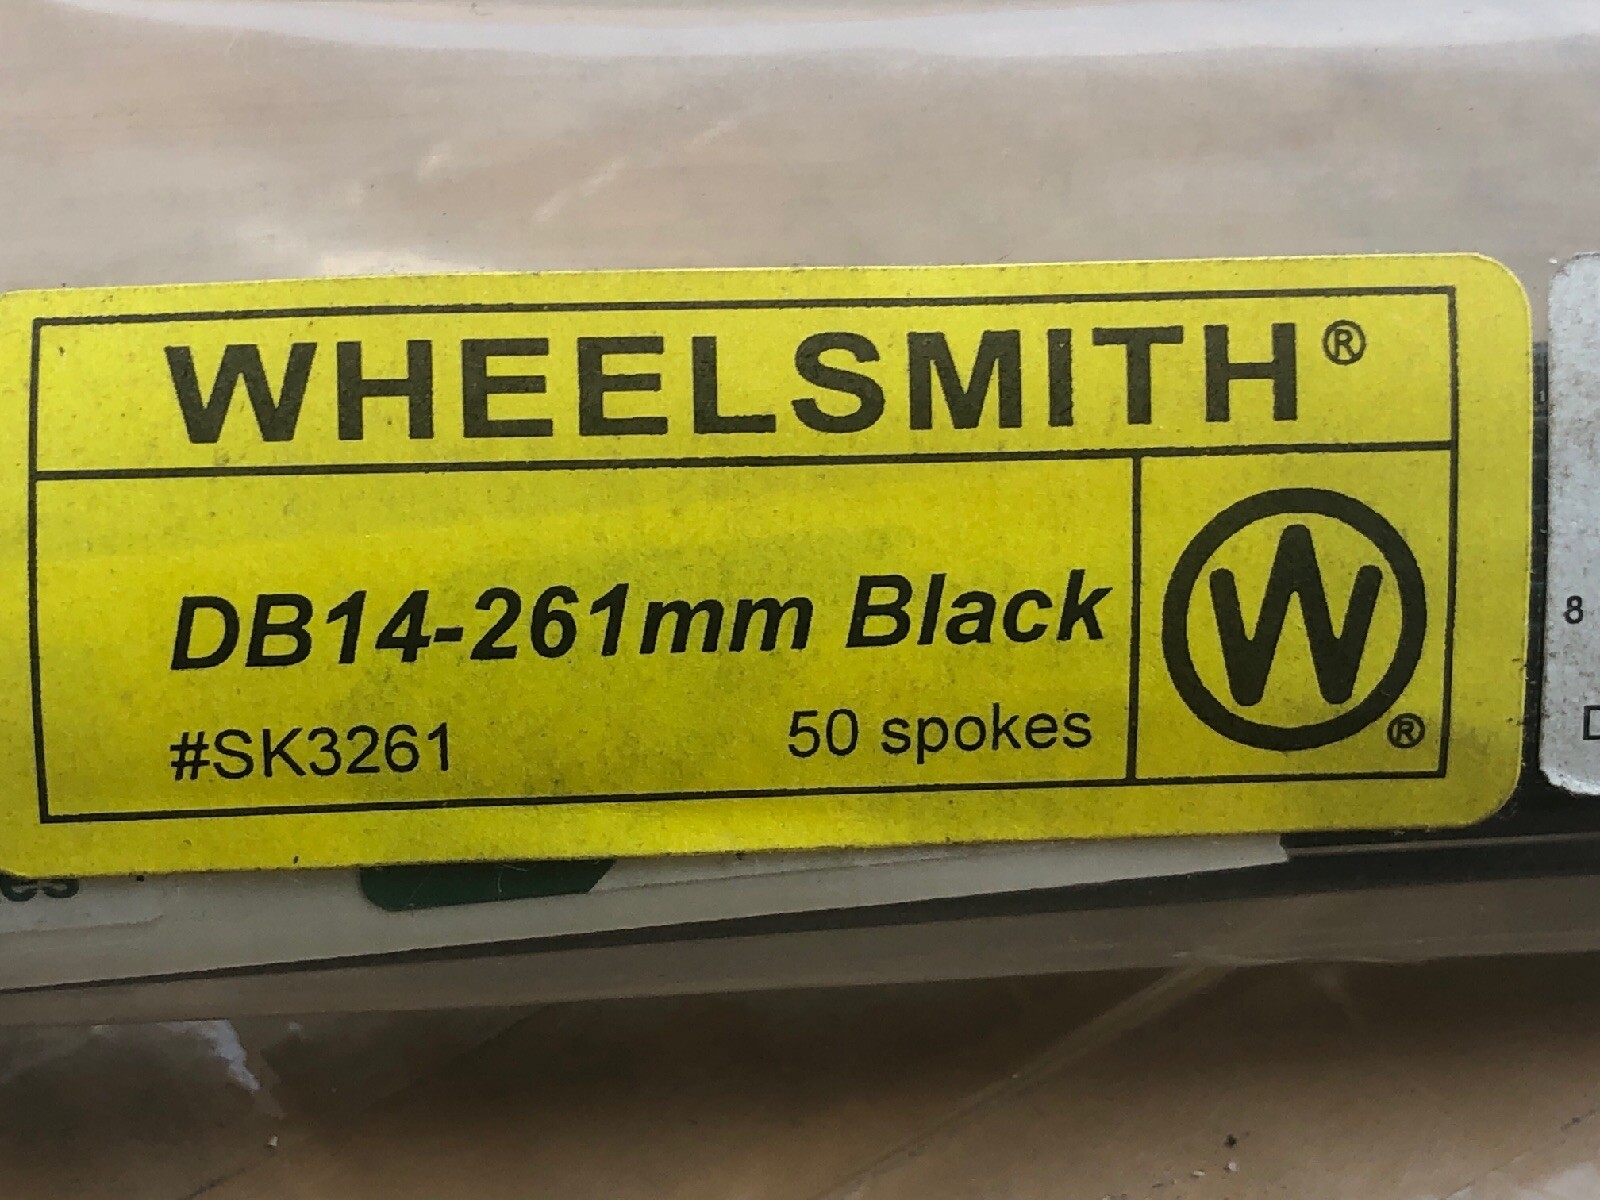 WHEELSMITH®
DB14-261mm Black
#SK3261 50 spokes
W®
8